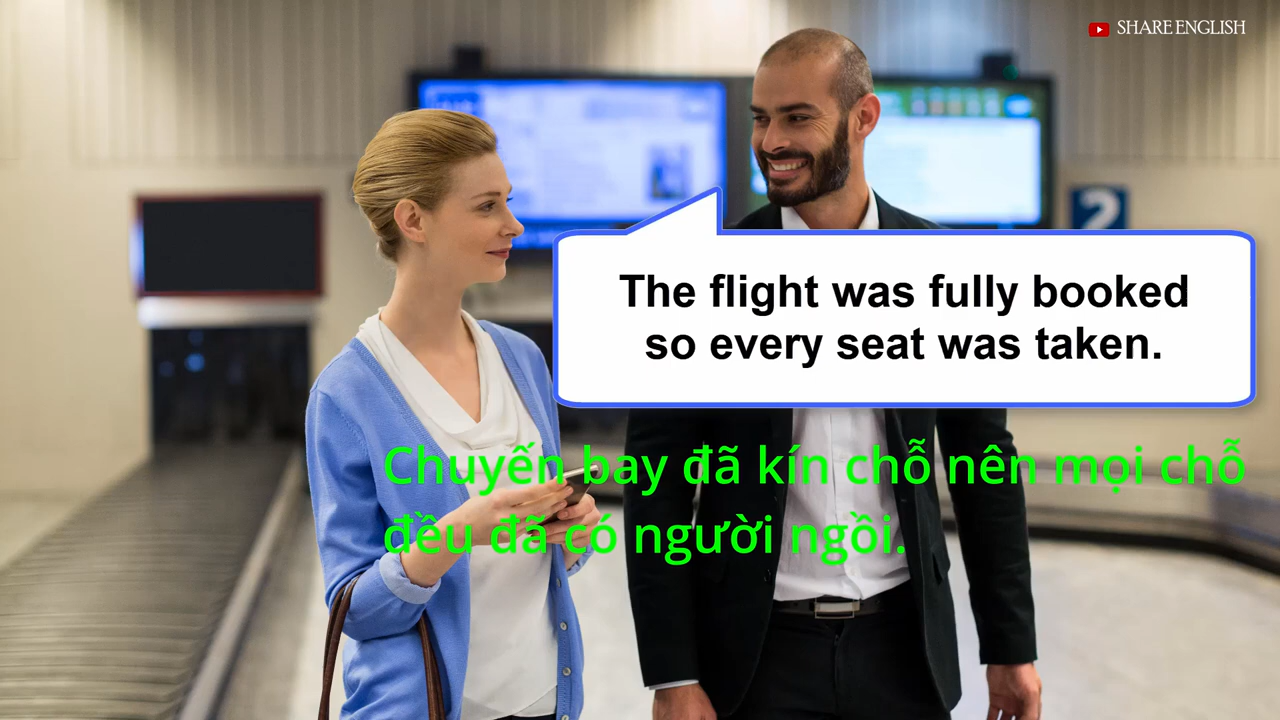 SHARE ENGLISH
2
The flight was fully booked
so every seat was taken.
Chuyến bay đã kín chỗ nên mọi chỗ
đều đã có người ngồi.